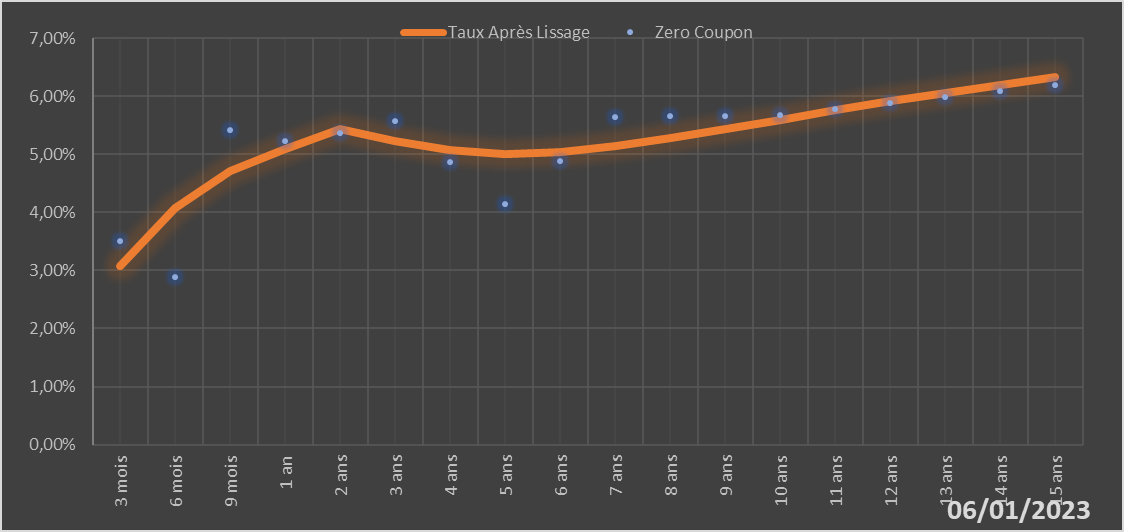 Taux Après Lissage
Zero Coupon
7,00%
6,00%
5,00%
4,00%
3,00%
2,00%
1,00%
0,00%
3 mois
6 mois
9 mois
1 an
2 ans
3 ans
4 ans
5 ans
6 ans
7 ans
8 ans
9 ans
10 ans
11 ans
12 ans
13 ans
14 ans
15 ans
06/01/2023